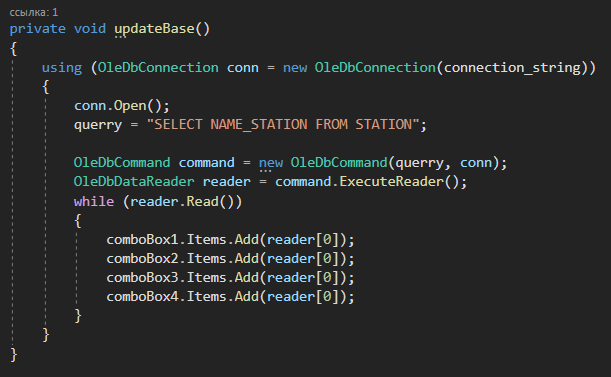 ссылка: 1
private void updateBase()
{
using (OleDbConnection conn = new OleDbConnection(connection_string))
{
conn.Open();
querry = "SELECT NAME_STATION FROM STATION";
OleDbCommand command = new OleDbCommand(querry, conn);
OleDbDataReader reader = command.ExecuteReader();
while (reader.Read())
{
comboBox1.Items.Add(reader[0]);
comboBox2.Items.Add(reader[0]);
comboBox3.Items.Add(reader[0]);
comboBox4.Items.Add(reader[0]);
}
}
}